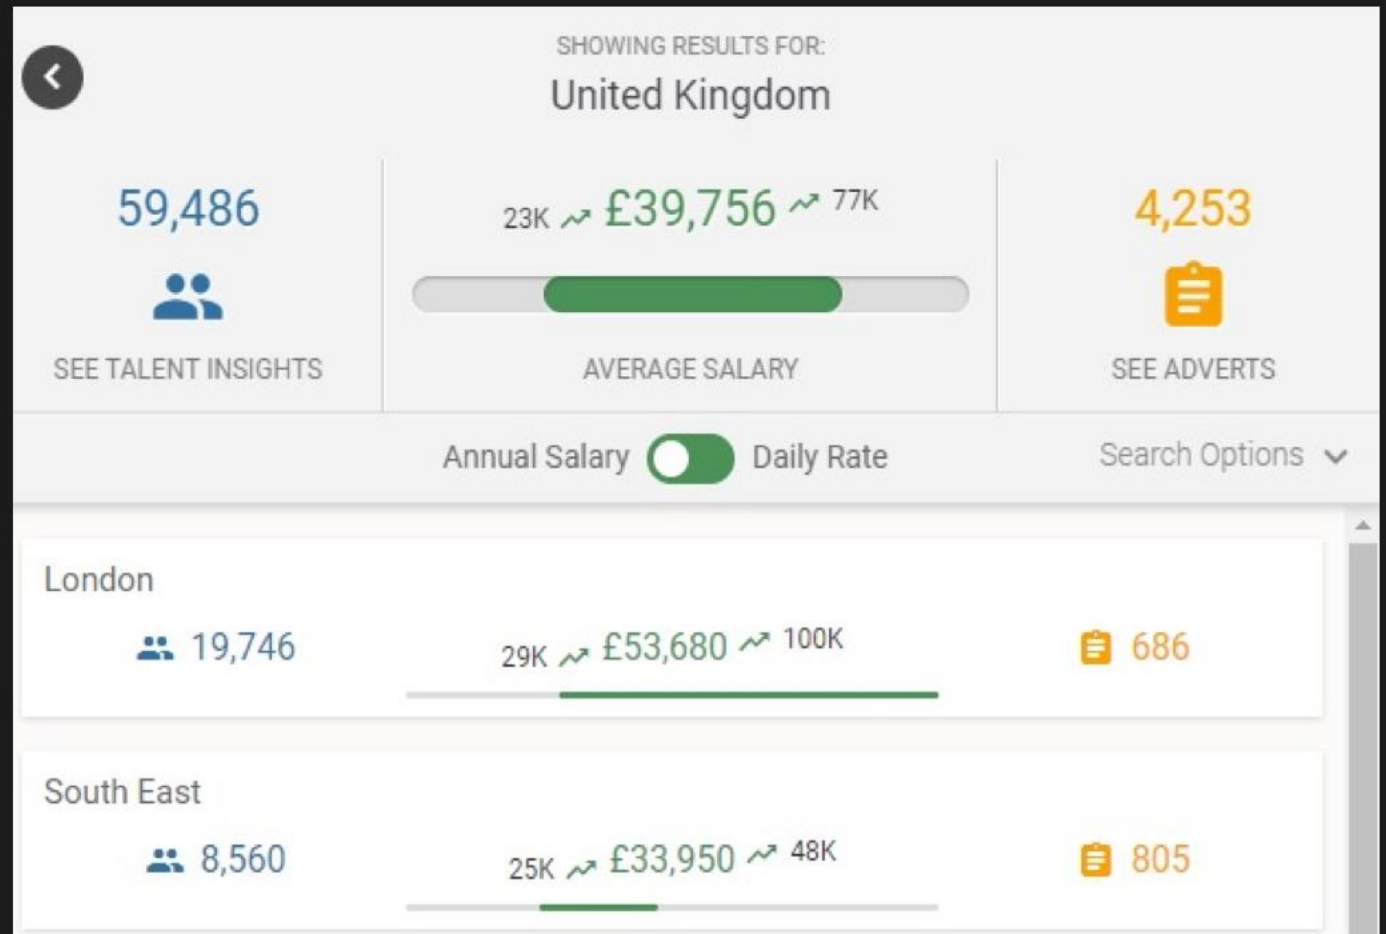 SHOWING RESULTS FOR:
United Kingdom
59,486
23K £39,756 77K
4,253
SEE TALENT INSIGHTS
AVERAGE SALARY
SEE ADVERTS
Annual Salary Daily Rate
Search Options
London
19,746
29K £53,680 100K
686
South East
8,560
25K £33,950 48K
805